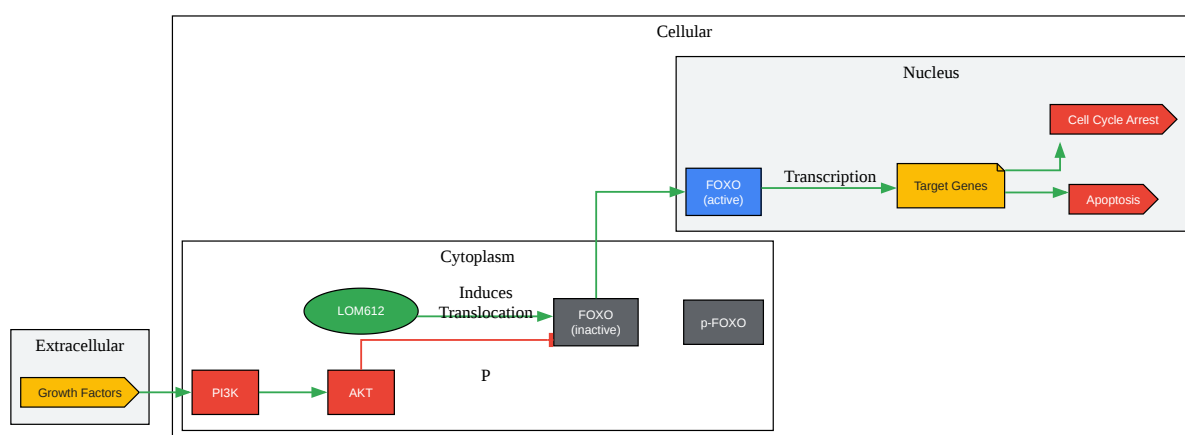 Cellular
Nucleus
Cell Cycle Arrest
FOXO
(active)
Transcription
Target Genes
Apoptosis
Cytoplasm
LOM612
Induces
Translocation
FOXO
(inactive)
p-FOXO
Extracellular
Growth Factors
PI3K
AKT
P